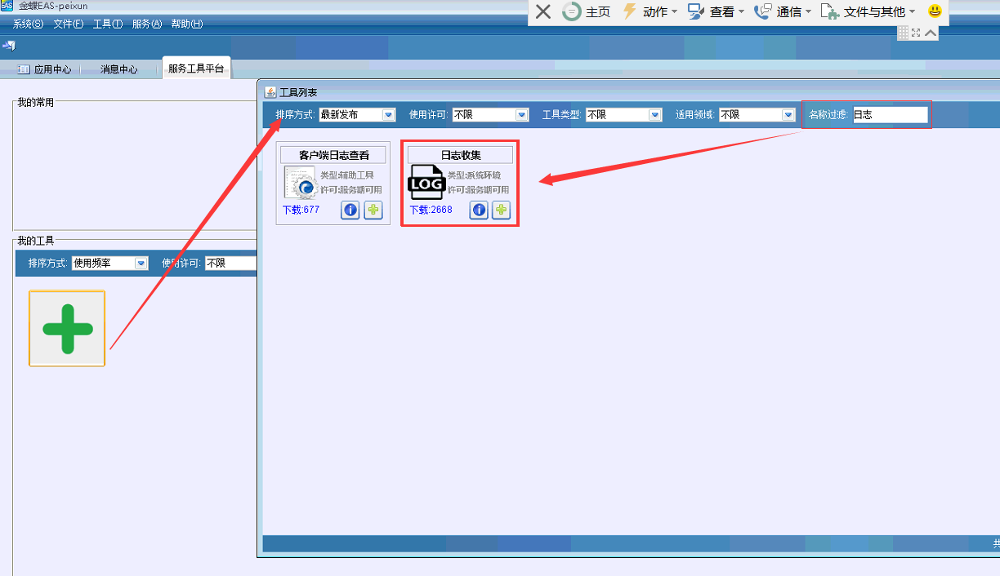 金蝶EAS-peixun
主页 动作 查看 通信 文件与其他
系统(S) 文件(F) 工具(T) 服务(A) 帮助(H)
应用中心 消息中心 服务工具平台
我的常用
工具列表
排序方式: 最新发布 使用许可: 不限 工具类型: 不限 适用领域: 不限 名称过滤: 日志
客户端日志查看
类型:辅助工具
许可:服务期可用
下载:677
日志收集
LOG
类型:系统环境
许可:服务期可用
下载:2668
我的工具
排序方式: 使用频率 使用许可: 不限
共